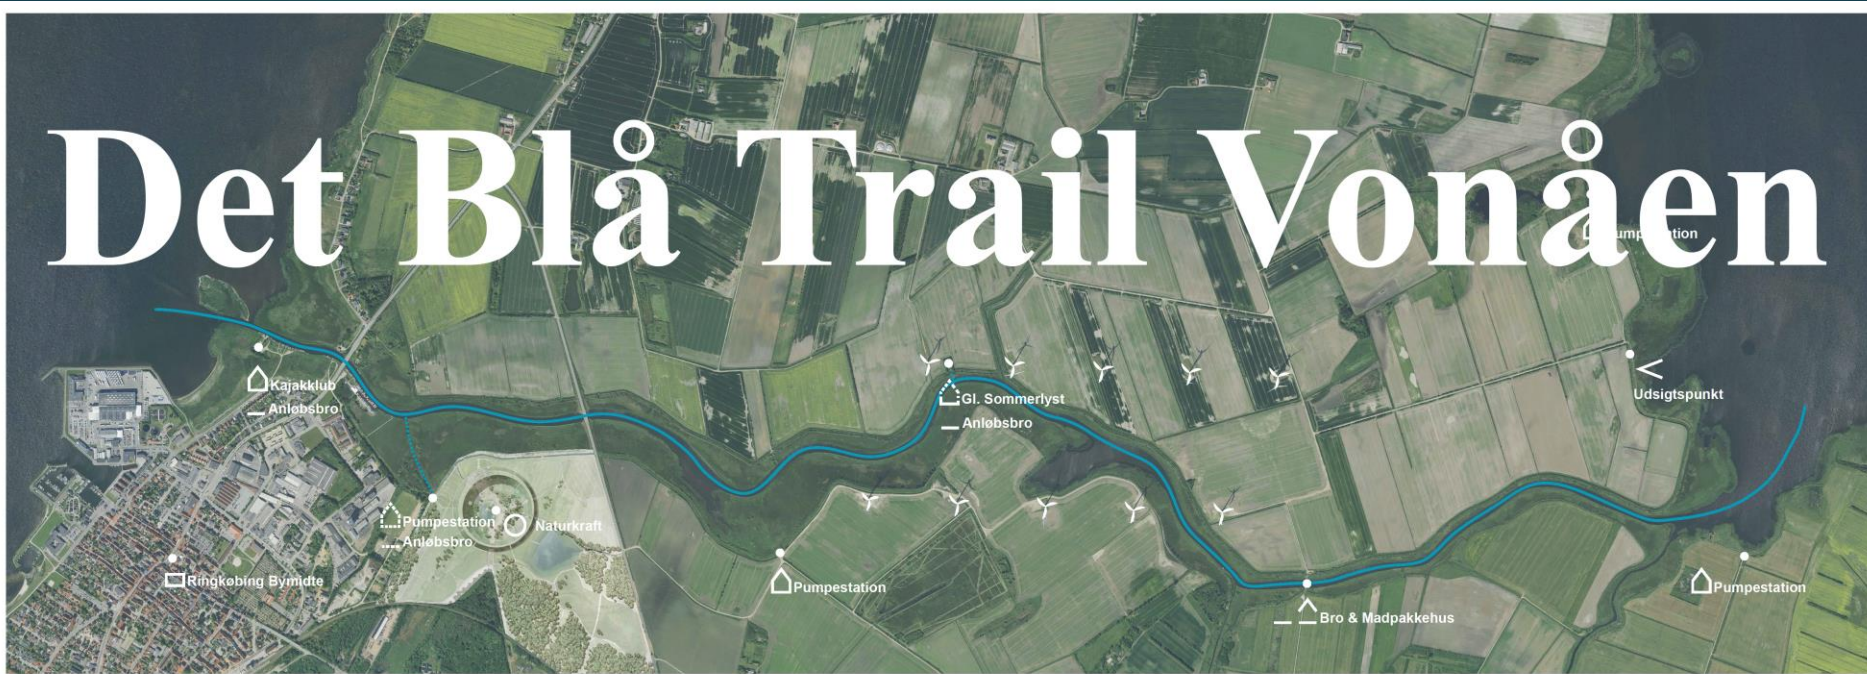 Det Blå Trail Vonåen
Pumpestation
Kajakklub
Anløbsbro
Gl. Sommerlyst
Anløbsbro
Udsigtspunkt
Pumpestation
Anløbsbro
Naturkraft
Ringkøbing Bymidte
Pumpestation
Pumpestation
Bro & Madpakkehus